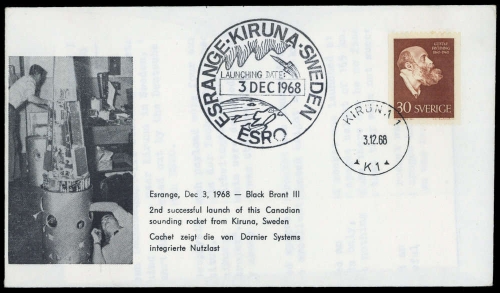 ESRANGE · KIRUNA · SWEDEN
LAUNCHING DATE:
3 DEC 1968
ESRO
30 SVERIGE
KIRUNA 1
3.12.68
K1
Esrange, Dec 3, 1968 — Black Brant III
2nd successful launch of this Canadian
sounding rocket from Kiruna, Sweden
Cachet zeigt die von Dornier Systems
integrierte Nutzlast